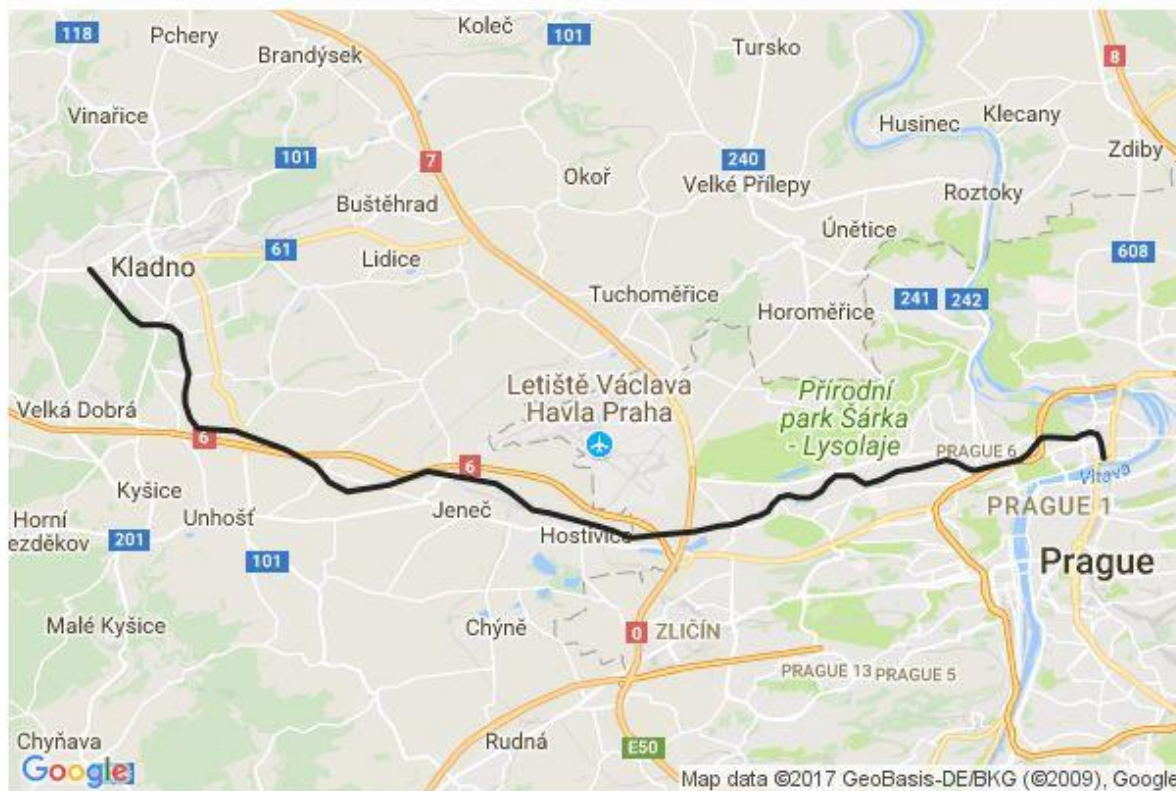 118
Pchery
Koleč
101
Tursko
8
Brandýsek
Vinařice
Husinec
Klecany
Zdiby
101
7
Okoř
240
Velké Přílepy
Roztoky
Buštěhrad
Únětice
61
Lidice
608
Kladno
Tuchoměřice
241
242
Horoměřice
Letiště Václava
Havla Praha
Přírodní
park Šárka
- Lysolaje
Velká Dobrá
6
6
PRAGUE 6
Vltava
Kyšice
Jeneč
PRAGUE 1
Unhošť
Horní
ezděkov
201
Hostivice
101
Prague
Malé Kyšice
Chýně
0
ZLIČÍN
PRAGUE 13
PRAGUE 5
Chyňava
Rudná
E50
Google
Map data ©2017 GeoBasis-DE/BKG (©2009), Google